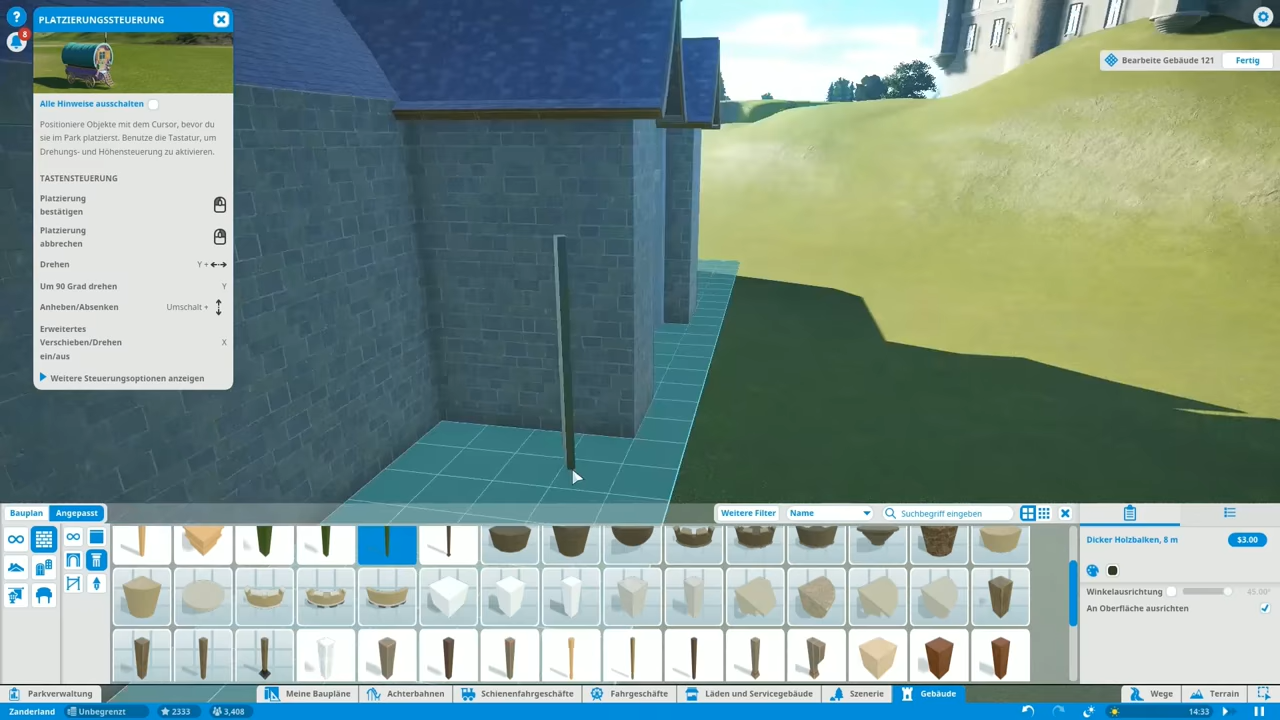 ?
8
PLATZIERUNGSSTEUERUNG
Alle Hinweise ausschalten
Positioniere Objekte mit dem Cursor, bevor du
sie im Park platzierst. Benutze die Tastatur, um
Drehungs- und Höhensteuerung zu aktivieren.
TASTENSTEUERUNG
Platzierung
bestätigen
Platzierung
abbrechen
Drehen Y +
Um 90 Grad drehen Y
Anheben/Absenken Umschalt +
Erweitertes
Verschieben/Drehen X
ein/aus
Weitere Steuerungsoptionen anzeigen
Bearbeite Gebäude 121 Fertig
Bauplan Angepasst
Weitere Filter Name Suchbegriff eingeben
Dicker Holzbalken, 8 m $3.00
Winkelausrichtung 45.00°
An Oberfläche ausrichten
Parkverwaltung Meine Baupläne Achterbahnen Schienenfahrgeschäfte Fahrgeschäfte Läden und Servicegebäude Szenerie Gebäude Wege Terrain
Zanderland Unbegrenzt 2333 3,408 14:33